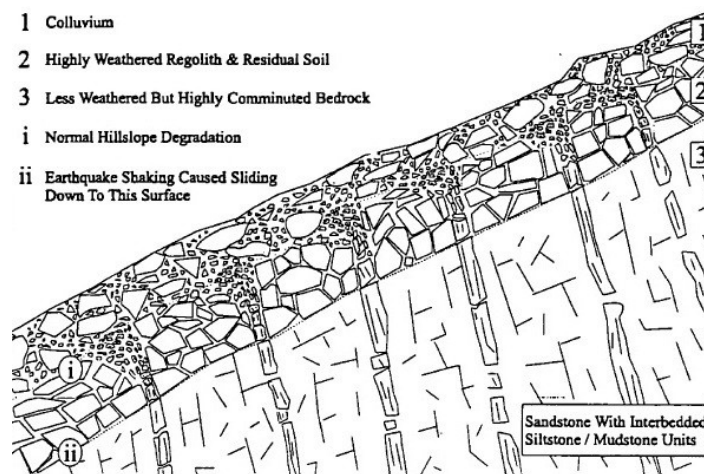 1 Colluvium
2 Highly Weathered Regolith & Residual Soil
3 Less Weathered But Highly Comminuted Bedrock
i Normal Hillslope Degradation
ii Earthquake Shaking Caused Sliding
Down To This Surface
1
2
3
i
ii
Sandstone With Interbedded
Siltstone / Mudstone Units